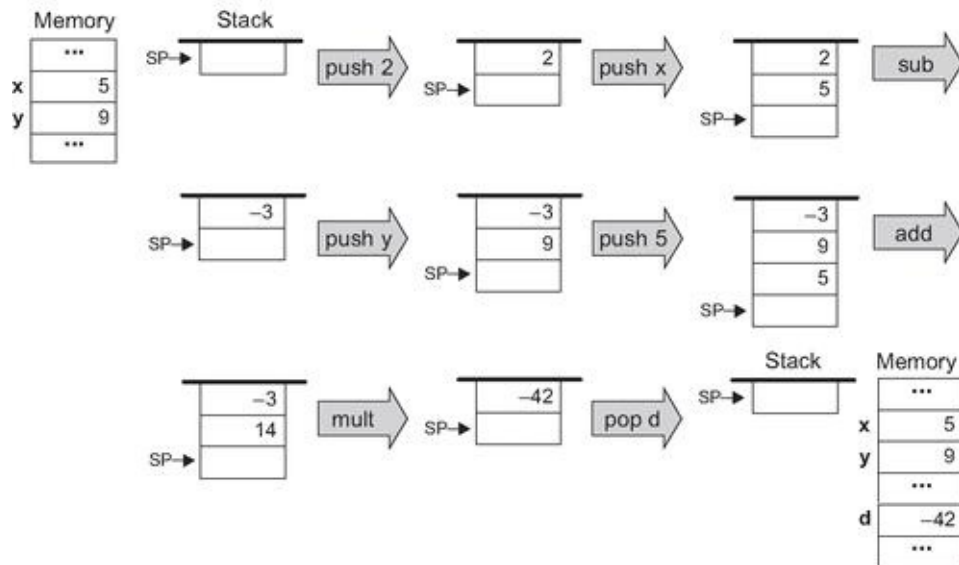 Memory
...
x 5
y 9
...
Stack
SP
push 2
2
SP
push x
2
5
SP
sub
–3
SP
push y
–3
9
SP
push 5
–3
9
5
SP
add
–3
14
SP
mult
–42
SP
pop d
Stack
SP
Memory
...
x 5
y 9
...
d –42
...